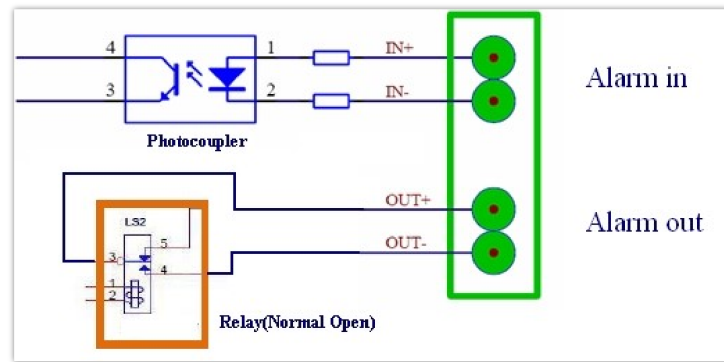 4
1
IN+
Alarm in
3
2
IN-
Photocoupler
OUT+
LS2
Alarm out
5
OUT-
3
4
1
2
Relay(Normal Open)